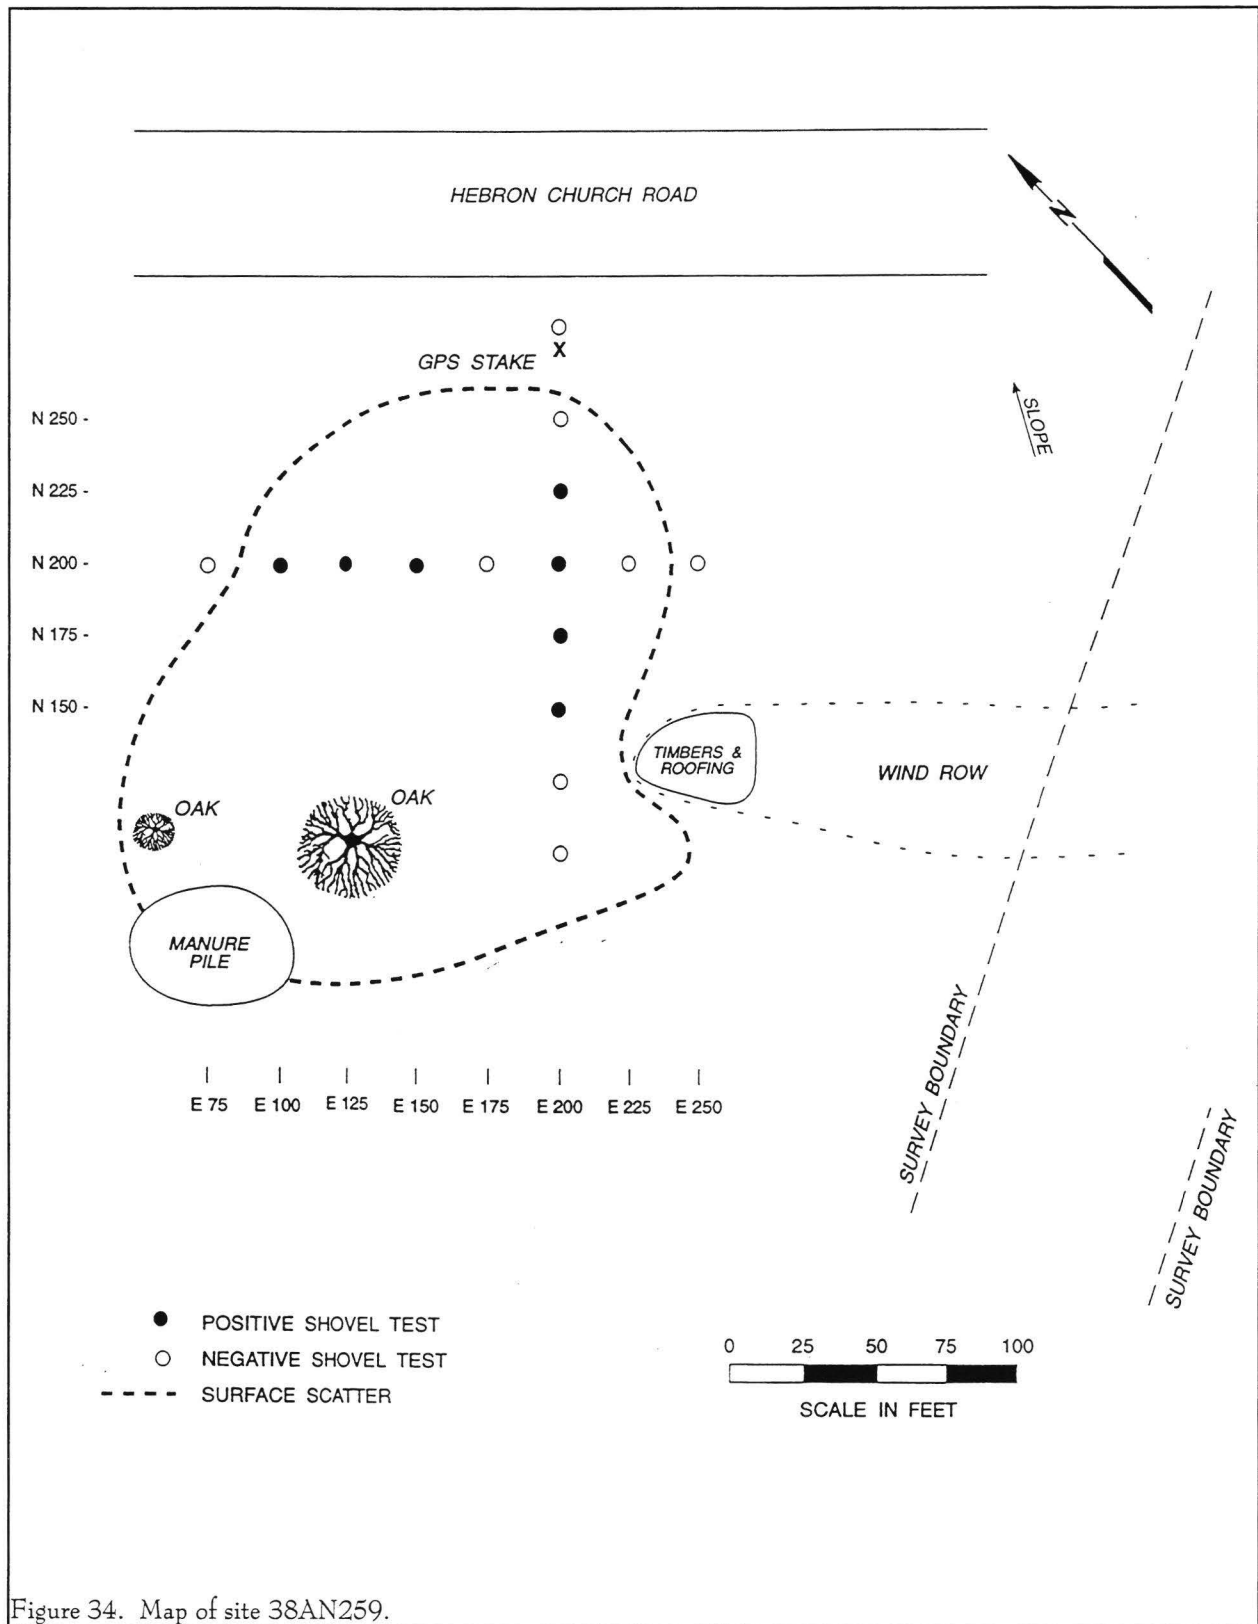 HEBRON CHURCH ROAD
N
GPS STAKE
X
SLOPE
N 250 -
N 225 -
N 200 -
N 175 -
N 150 -
TIMBERS &
ROOFING
WIND ROW
OAK
OAK
MANURE
PILE
SURVEY BOUNDARY
SURVEY BOUNDARY
E 75 E 100 E 125 E 150 E 175 E 200 E 225 E 250
POSITIVE SHOVEL TEST
NEGATIVE SHOVEL TEST
SURFACE SCATTER
0 25 50 75 100
SCALE IN FEET
Figure 34. Map of site 38AN259.